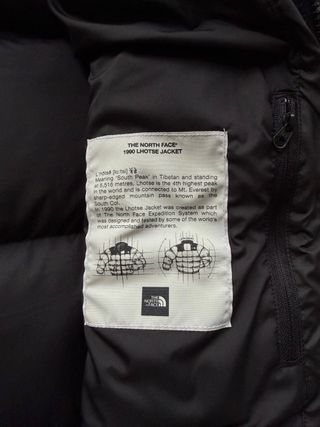 THE NORTH FACE®
1990 LHOTSE JACKET
Meaning 'South Peak' in Tibetan and standing
at 8,516 metres, Lhotse is the 4th highest peak
in the world and is connected to Mt. Everest by
sharp-edged mountain pass known as the
South Col.
In 1990 the Lhotse Jacket was created as part
of The North Face Expedition System which
was designed and tested by some of the world's
most accomplished adventurers.
THE
NORTH
FACE